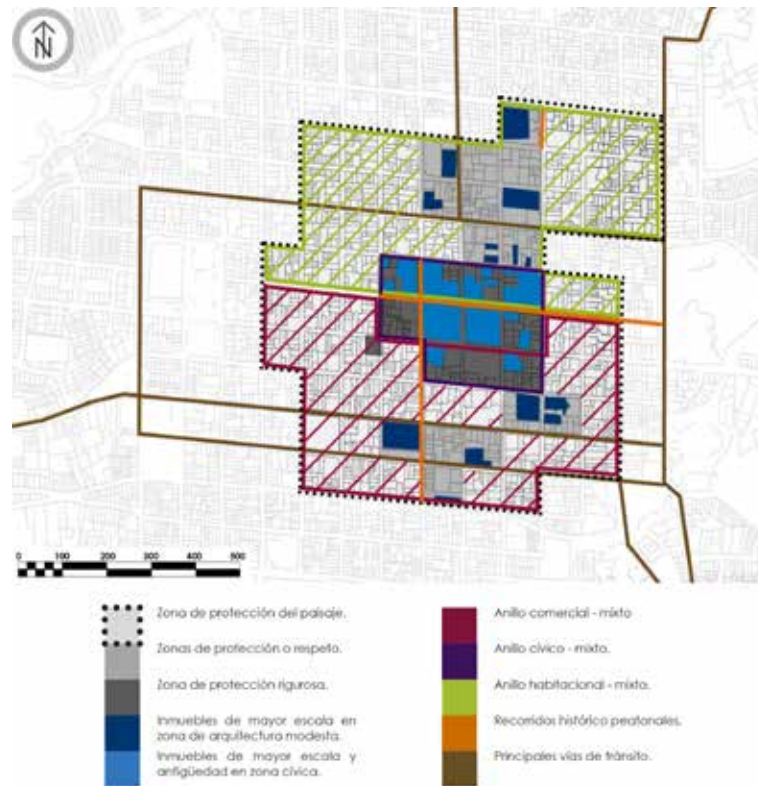 N
0 100 200 300 400 500
Zona de protección del paisaje.
Zonas de protección o respeto.
Zona de protección rigurosa.
Inmuebles de mayor escala en
zona de arquitectura modesta.
Inmuebles de mayor escala y
antigüedad en zona cívica.
Anillo comercial - mixto
Anillo cívico - mixto.
Anillo habitacional - mixto.
Recorridos histórico peatonales.
Principales vías de tránsito.